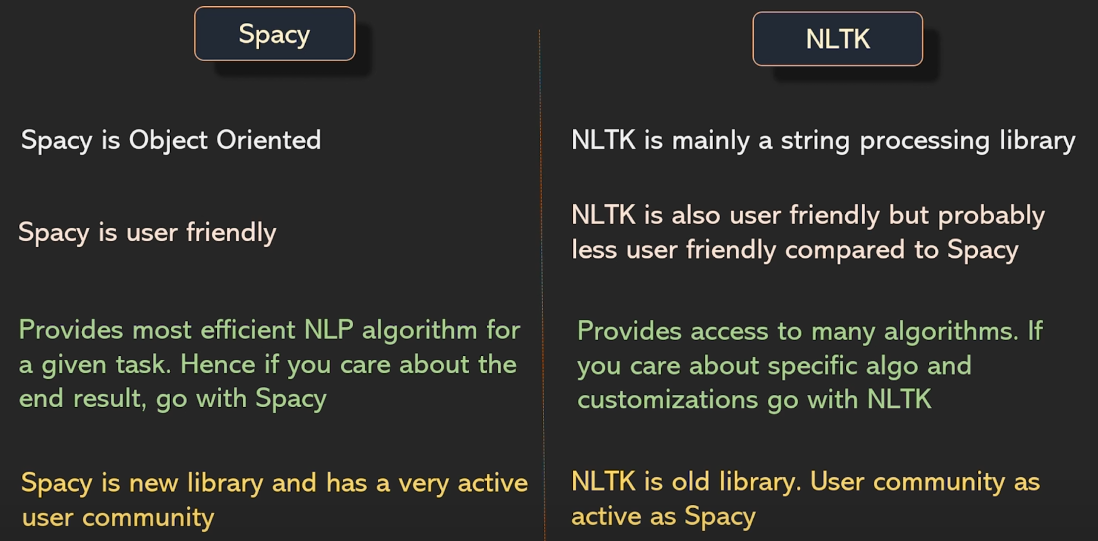 Spacy
NLTK
Spacy is Object Oriented
NLTK is mainly a string processing library
Spacy is user friendly
NLTK is also user friendly but probably
less user friendly compared to Spacy
Provides most efficient NLP algorithm for
a given task. Hence if you care about the
end result, go with Spacy
Provides access to many algorithms. If
you care about specific algo and
customizations go with NLTK
Spacy is new library and has a very active
user community
NLTK is old library. User community as
active as Spacy